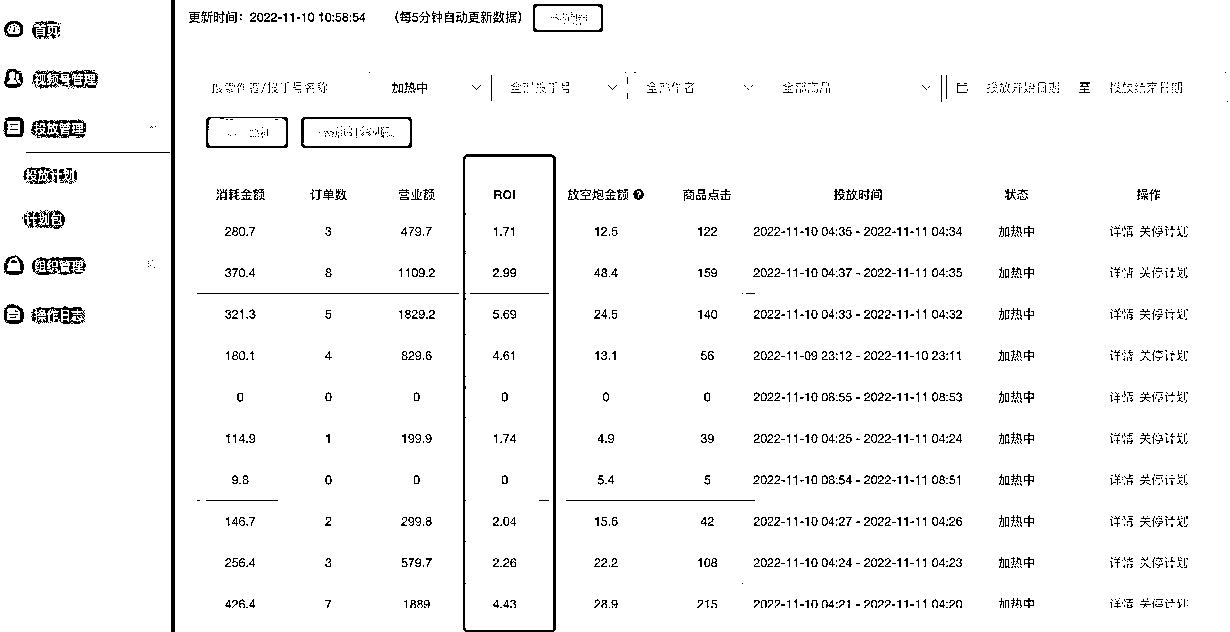 更新时间：2022-11-10 10:58:54 （每5分钟自动更新数据）
首页
视频号管理
投放管理
投放计划
计划包
组织管理
操作日志
加热中 全部投手号 全部作者 全部商品 投放开始日期 至 投放结束日期
消耗金额 订单数 营业额 ROI 放空炮金额 商品点击 投放时间 状态 操作
280.7 3 479.7 1.71 12.5 122 2022-11-10 04:35 - 2022-11-11 04:34 加热中 详情 关停计划
370.4 8 1109.2 2.99 48.4 159 2022-11-10 04:37 - 2022-11-11 04:35 加热中 详情 关停计划
321.3 5 1829.2 5.69 24.5 140 2022-11-10 04:33 - 2022-11-11 04:32 加热中 详情 关停计划
180.1 4 829.6 4.61 13.1 56 2022-11-09 23:12 - 2022-11-10 23:11 加热中 详情 关停计划
0 0 0 0 0 0 2022-11-10 08:55 - 2022-11-11 08:53 加热中 详情 关停计划
114.9 1 199.9 1.74 4.9 39 2022-11-10 04:25 - 2022-11-11 04:24 加热中 详情 关停计划
9.8 0 0 0 5.4 5 2022-11-10 08:54 - 2022-11-11 08:51 加热中 详情 关停计划
146.7 2 299.8 2.04 15.6 42 2022-11-10 04:27 - 2022-11-11 04:26 加热中 详情 关停计划
256.4 3 579.7 2.26 22.2 108 2022-11-10 04:24 - 2022-11-11 04:23 加热中 详情 关停计划
426.4 7 1889 4.43 28.9 215 2022-11-10 04:21 - 2022-11-11 04:20 加热中 详情 关停计划